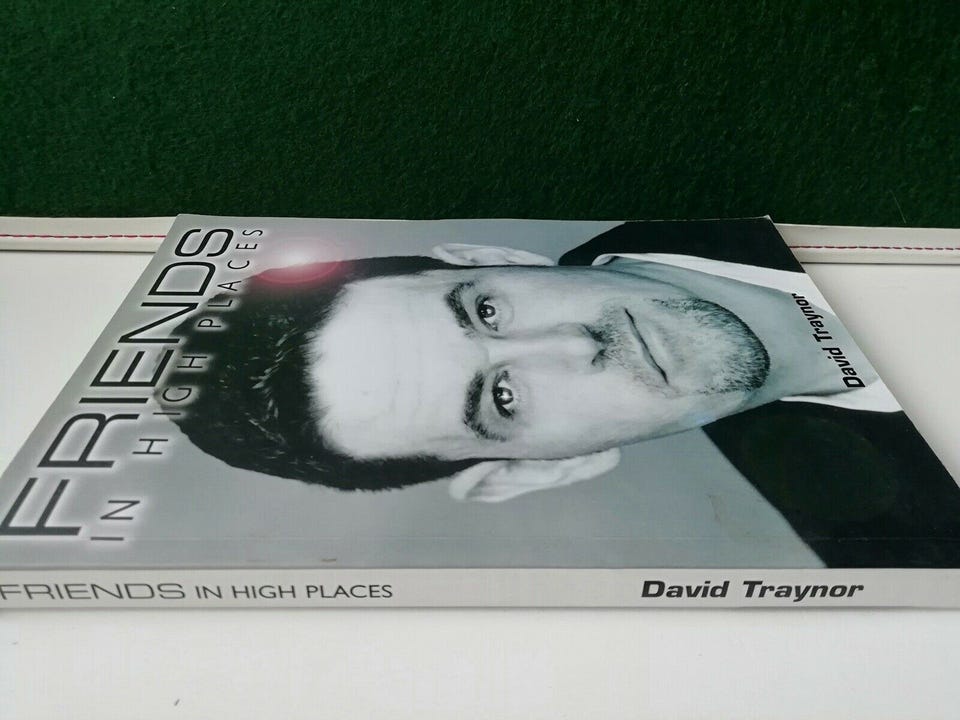 FRIENDS
IN HIGH PLACES
David Traynor
FRIENDS IN HIGH PLACES
David Traynor